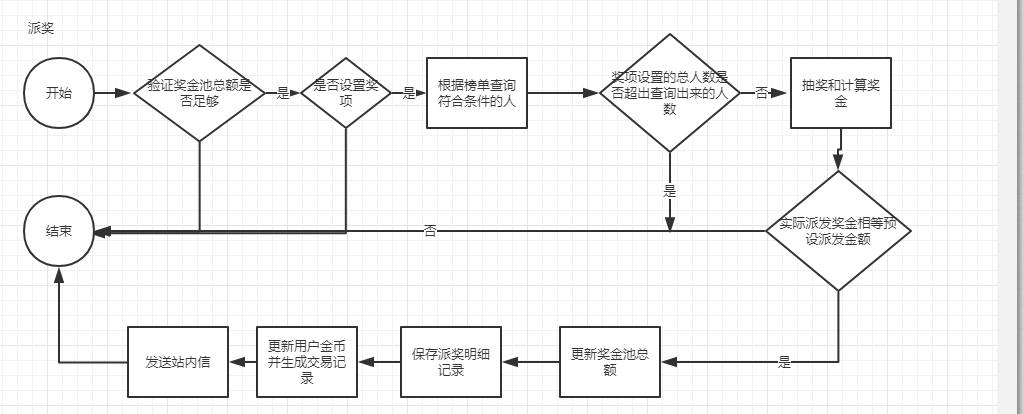 派奖
开始
验证奖金池总额是
否足够
是
是否设置奖
项
是
根据榜单查询
符合条件的人
奖项设置的总人数是
否超出查询出来的人
数
否
抽奖和计算奖
金
是
实际派发奖金相等预
设派发金额
否
结束
是
更新奖金池总
额
保存派奖明细
记录
更新用户金币
并生成交易记
录
发送站内信